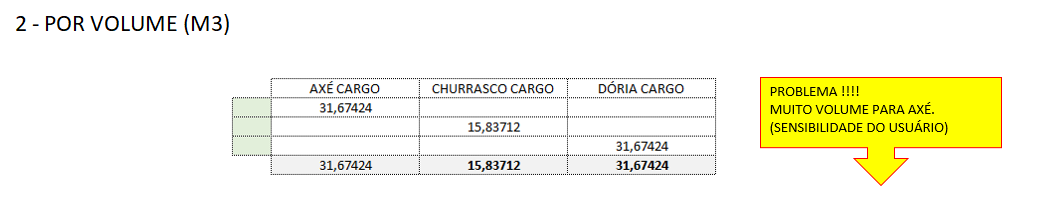 2 - POR VOLUME (M3)
AXÉ CARGO CHURRASCO CARGO DÓRIA CARGO
31,67424
15,83712
31,67424
31,67424 15,83712 31,67424
PROBLEMA !!!!
MUITO VOLUME PARA AXÉ.
(SENSIBILIDADE DO USUÁRIO)